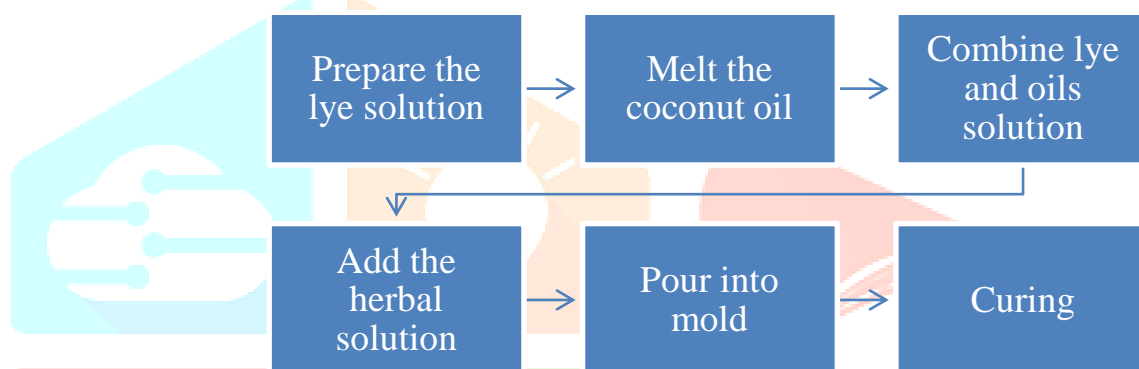 Prepare the
lye solution
Melt the
coconut oil
Combine lye
and oils
solution
Add the
herbal
solution
Pour into
mold
Curing